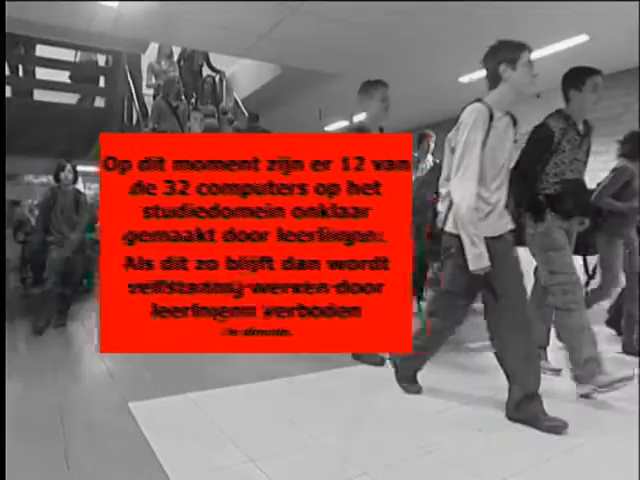 Op dit moment zijn er 12 van
de 32 computers op het
studiedomein onklaar
gemaakt door leerlingen.
Als dit zo blijft dan wordt
zelfstandig werken door
leerlingen verboden
De directie.